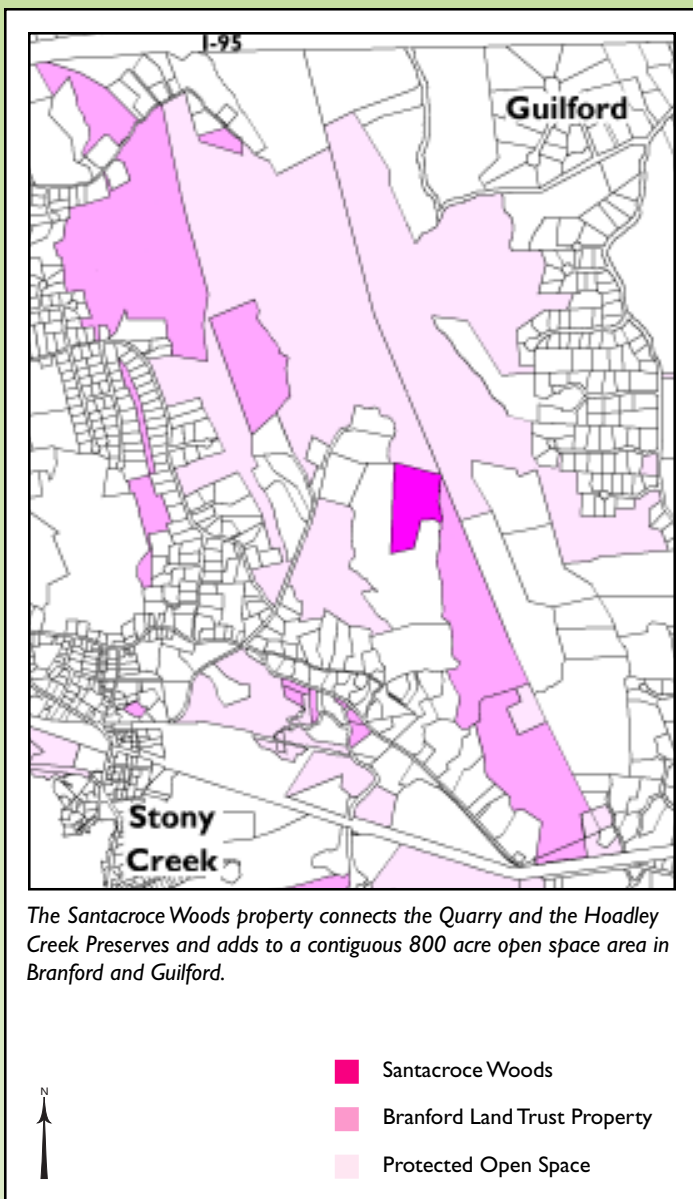 I-95
Guilford
Stony
Creek
The Santacroce Woods property connects the Quarry and the Hoadley
Creek Preserves and adds to a contiguous 800 acre open space area in
Branford and Guilford.
N
Santacroce Woods
Branford Land Trust Property
Protected Open Space